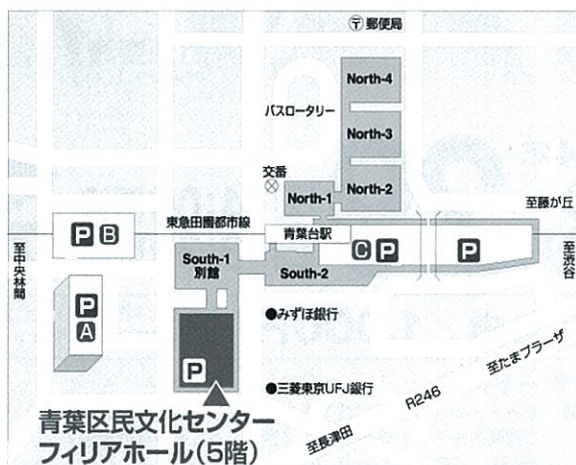 〒郵便局
North-4
バスロータリー
North-3
交番
North-2
North-1
至藤が丘
東急田園都市線
青葉台駅
P B
C P
P
至中央林間
至渋谷
South-1
別館
South-2
P
A
●みずほ銀行
至たまプラーザ
P
●三菱東京UFJ銀行
R246
至長津田
青葉区民文化センター
フィリアホール(5階)